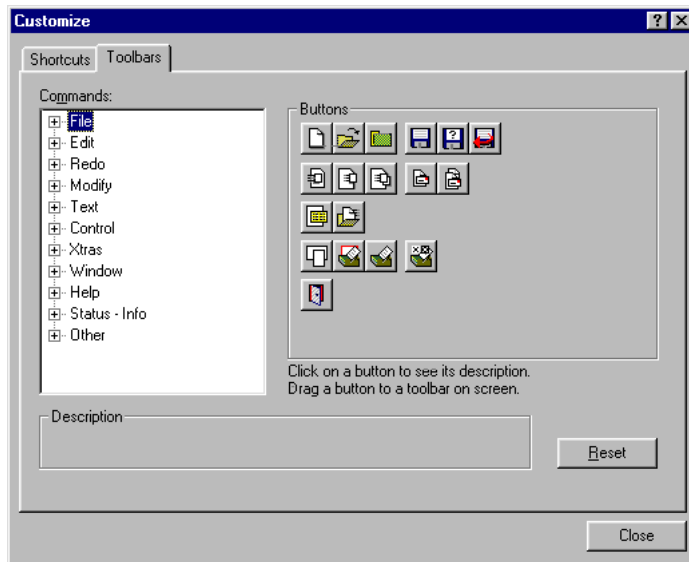 Customize
Shortcuts
Toolbars
Commands:
File
Edit
Redo
Modify
Text
Control
Xtras
Window
Help
Status - Info
Other
Buttons
Click on a button to see its description.
Drag a button to a toolbar on screen.
Description
Reset
Close